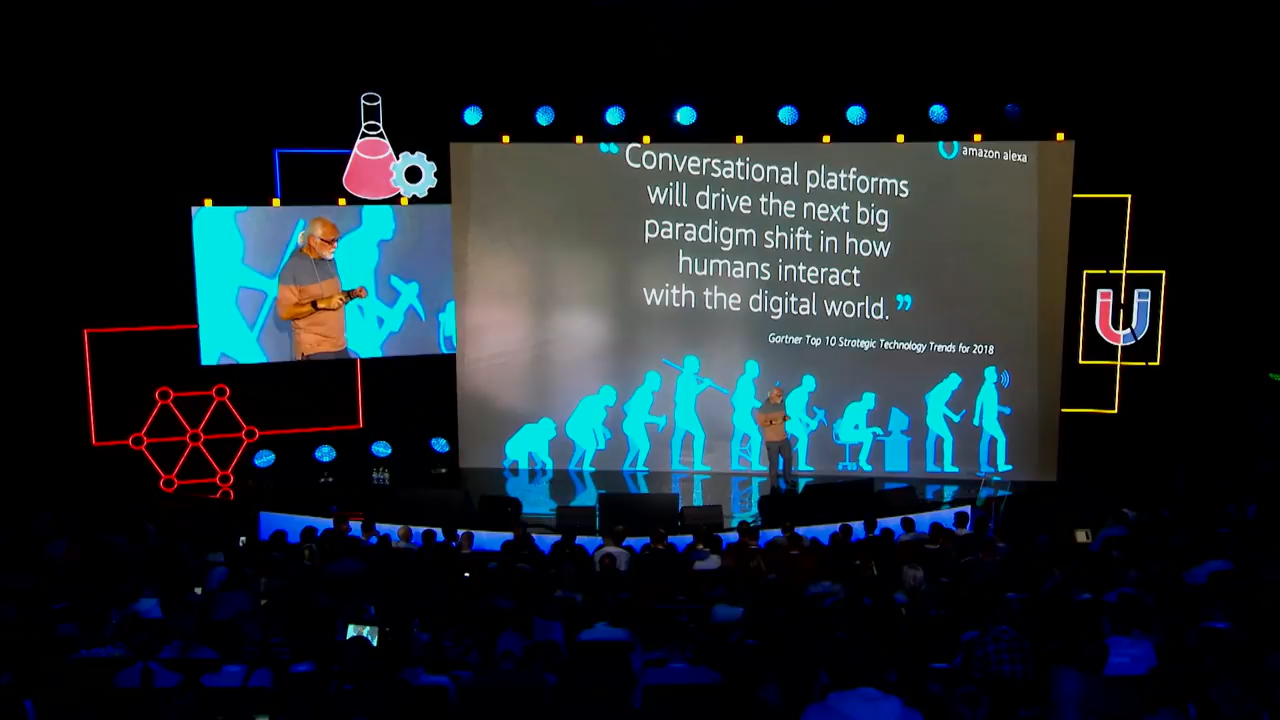 amazon alexa
“Conversational platforms
will drive the next big
paradigm shift in how
humans interact
with the digital world.”
Gartner Top 10 Strategic Technology Trends for 2018